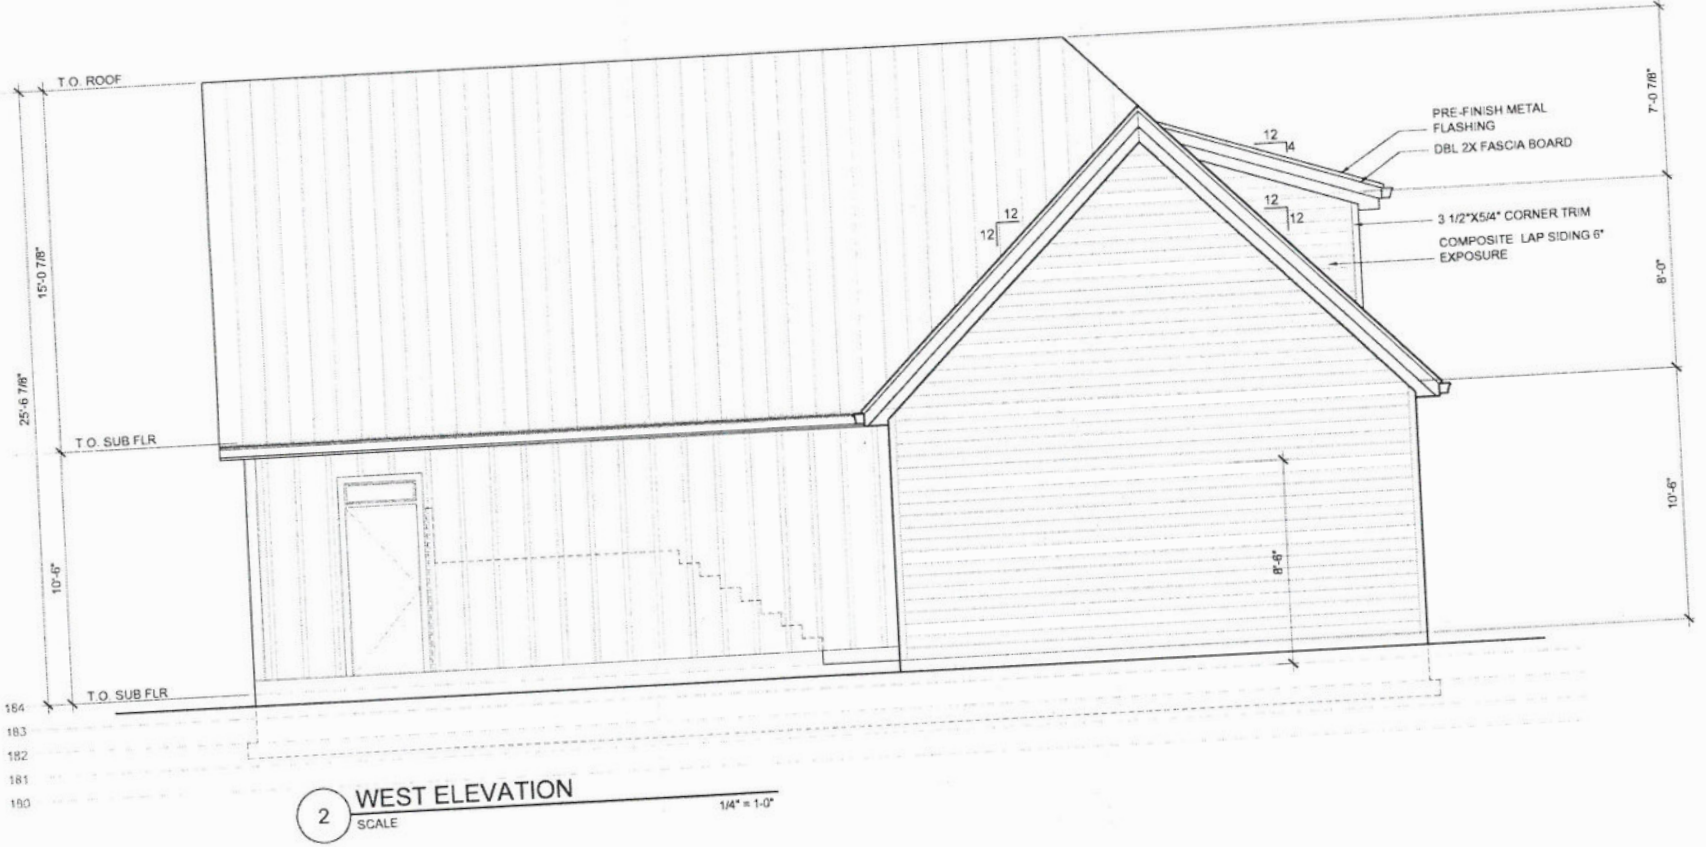 T.O. ROOF
15'-0 7/8"
25'-6 7/8"
T.O. SUB FLR
10'-6"
T.O. SUB FLR
184
183
182
181
180
12
12
12
4
12
12
PRE-FINISH METAL
FLASHING
DBL 2X FASCIA BOARD
3 1/2"X5/4" CORNER TRIM
COMPOSITE LAP SIDING 6"
EXPOSURE
7'-0 7/8"
8'-0"
10'-6"
8'-6"
2
WEST ELEVATION
SCALE
1/4" = 1-0"